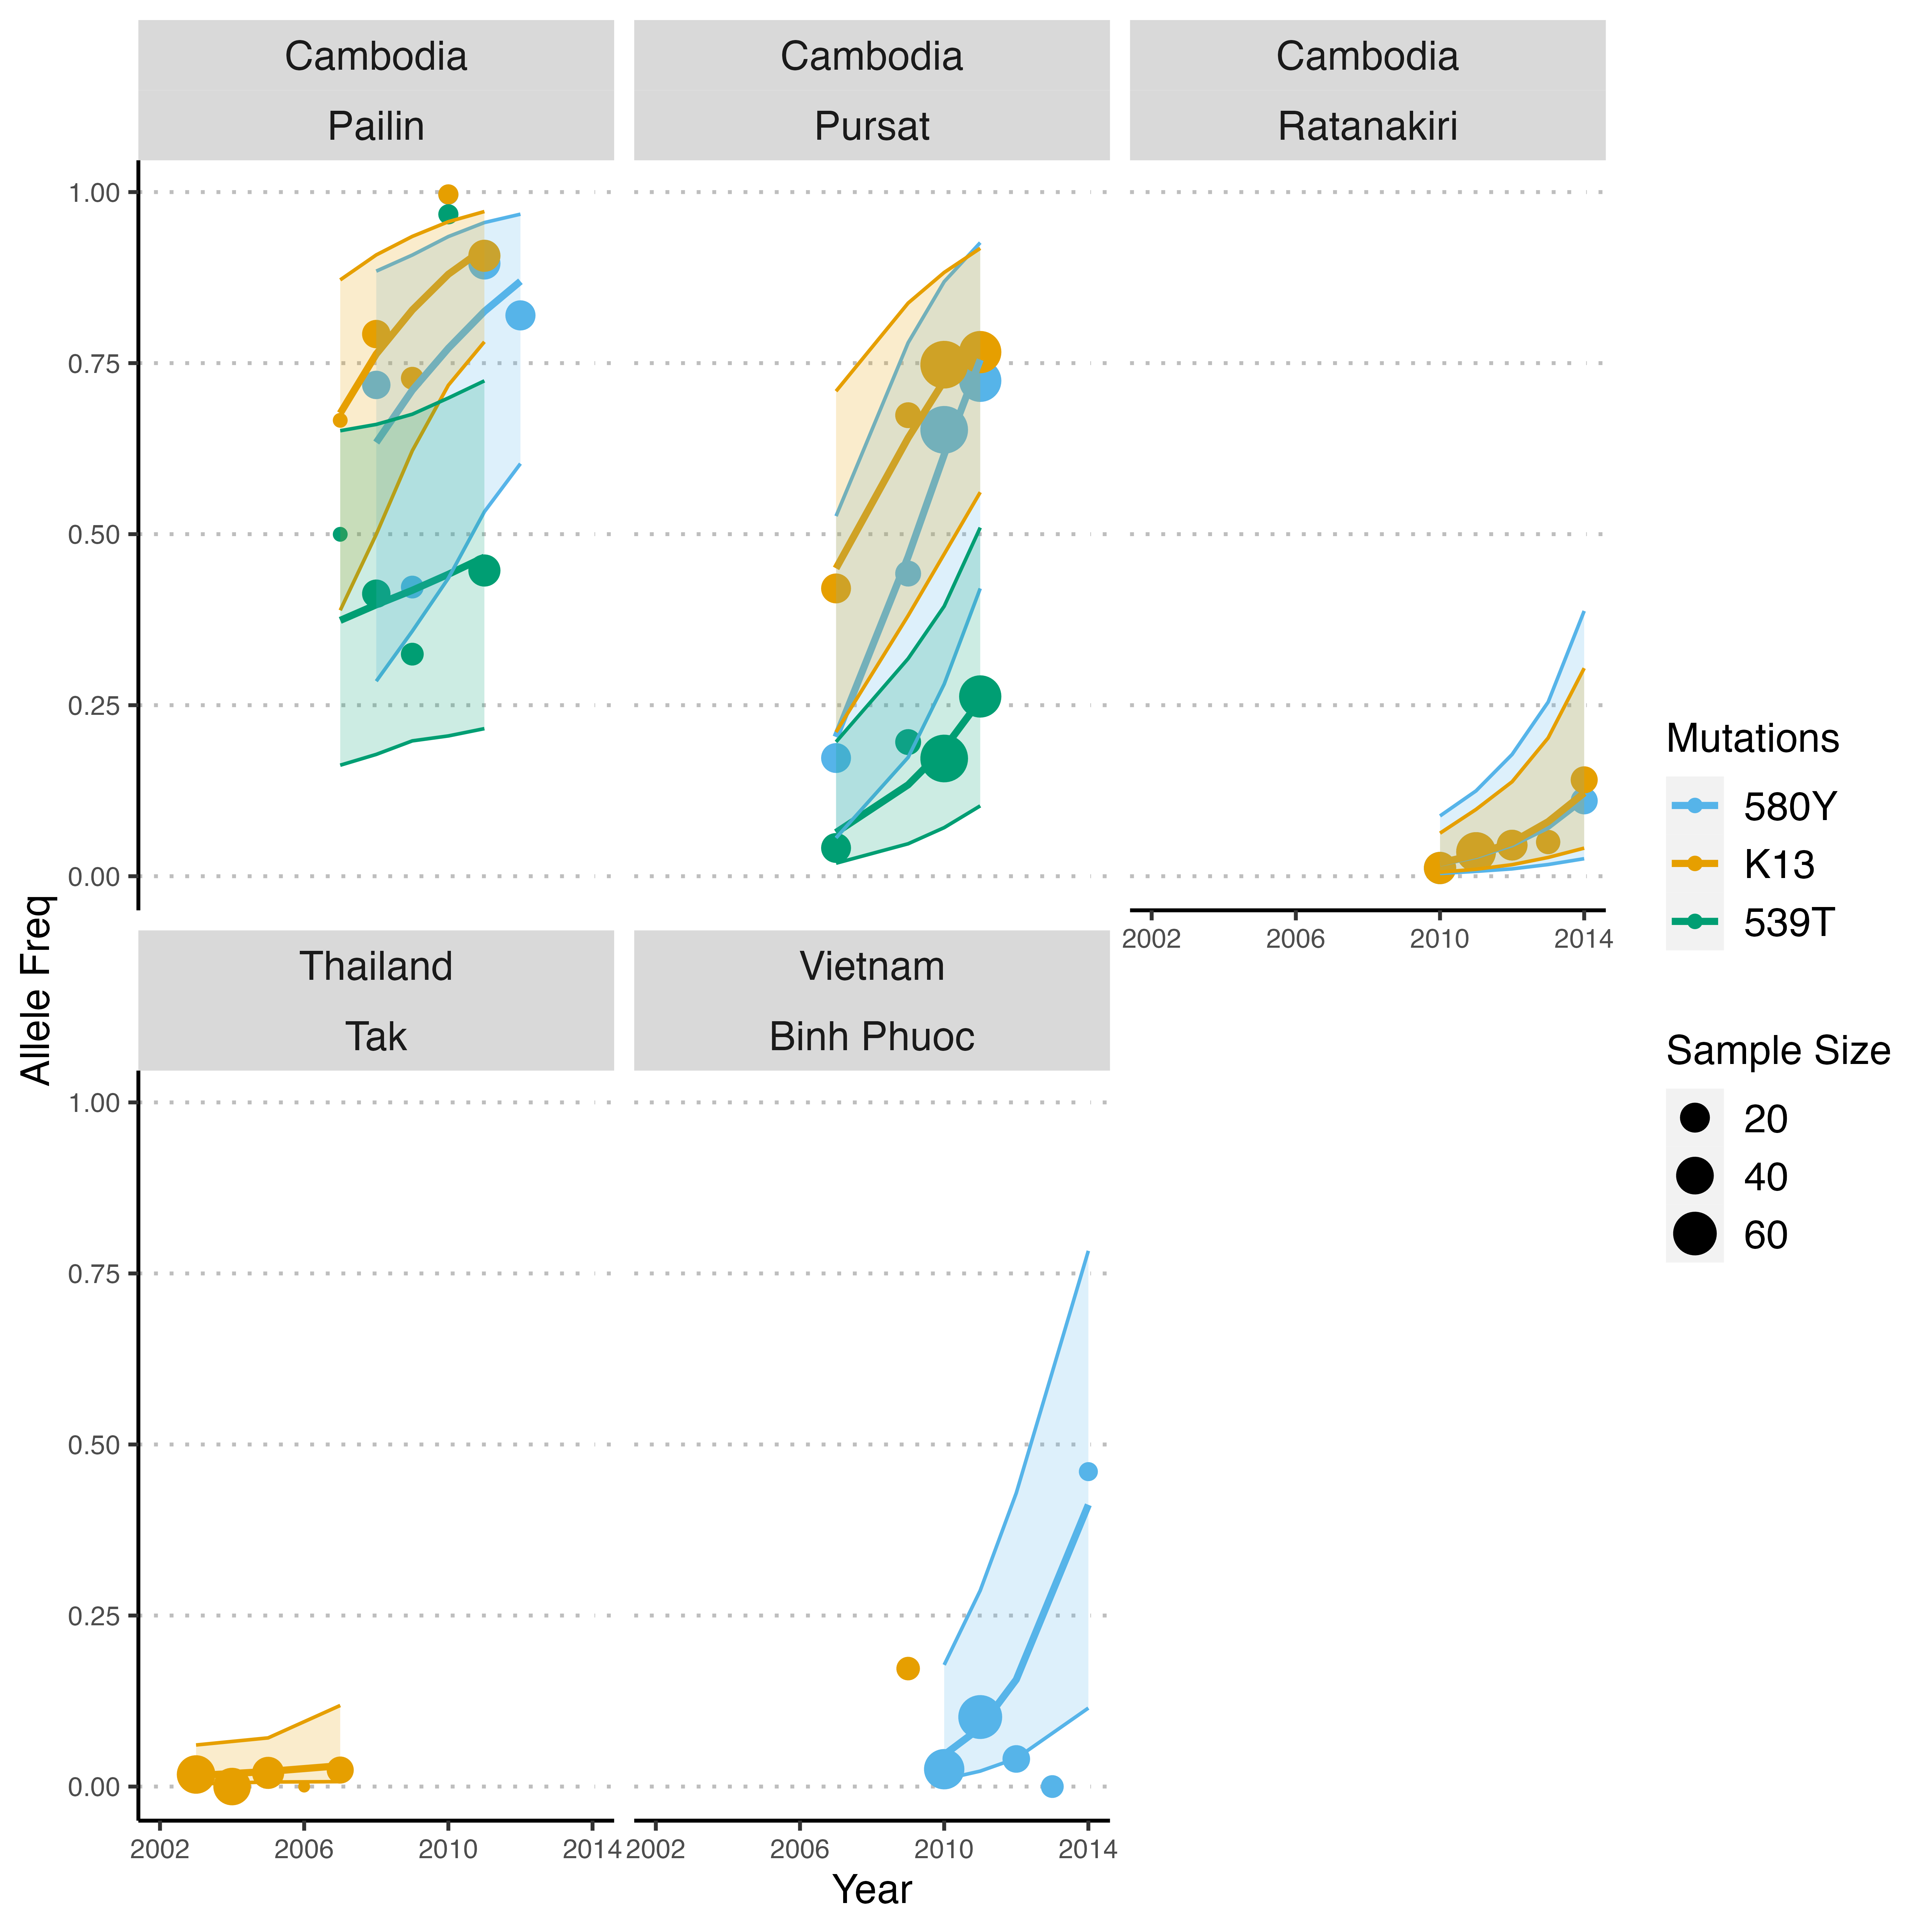 Cambodia
Cambodia
Cambodia
Pailin
Pursat
Ratanakiri
1.00
0.75
0.50
0.25
0.00
2002
2006
2010
2014
Thailand
Vietnam
Tak
Binh Phuoc
1.00
0.75
0.50
0.25
0.00
2002
2006
2010
2014
2002
2006
2010
2014
Year
Allele Freq
Mutations
580Y
K13
539T
Sample Size
20
40
60